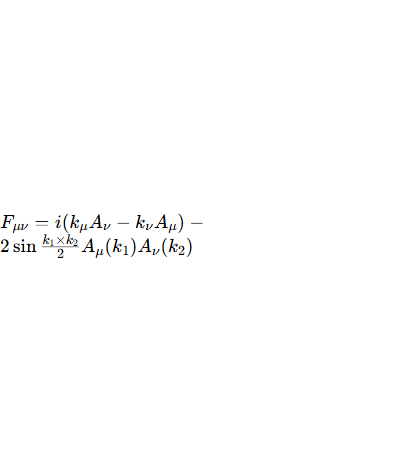 $F_{\mu\nu} = i(k_\mu A_\nu - k_\nu A_\mu) -$
$2 \sin \frac{k_1 \times k_2}{2} A_\mu(k_1) A_\nu(k_2)$